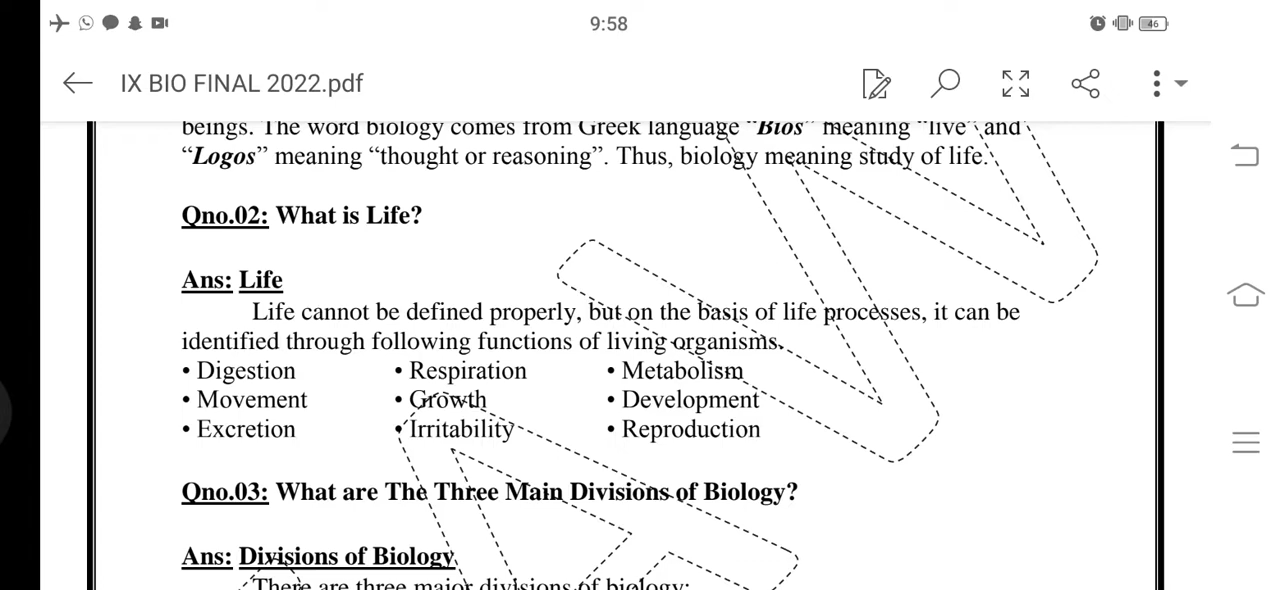 9:58
46
IX BIO FINAL 2022.pdf
beings. The word biology comes from Greek language "Bios" meaning "live" and
"Logos" meaning "thought or reasoning". Thus, biology meaning study of life.
Qno.02: What is Life?
Ans: Life
Life cannot be defined properly, but on the basis of life processes, it can be
identified through following functions of living organisms.
• Digestion • Respiration • Metabolism
• Movement • Growth • Development
• Excretion • Irritability • Reproduction
Qno.03: What are The Three Main Divisions of Biology?
Ans: Divisions of Biology
There are three major divisions of biology: